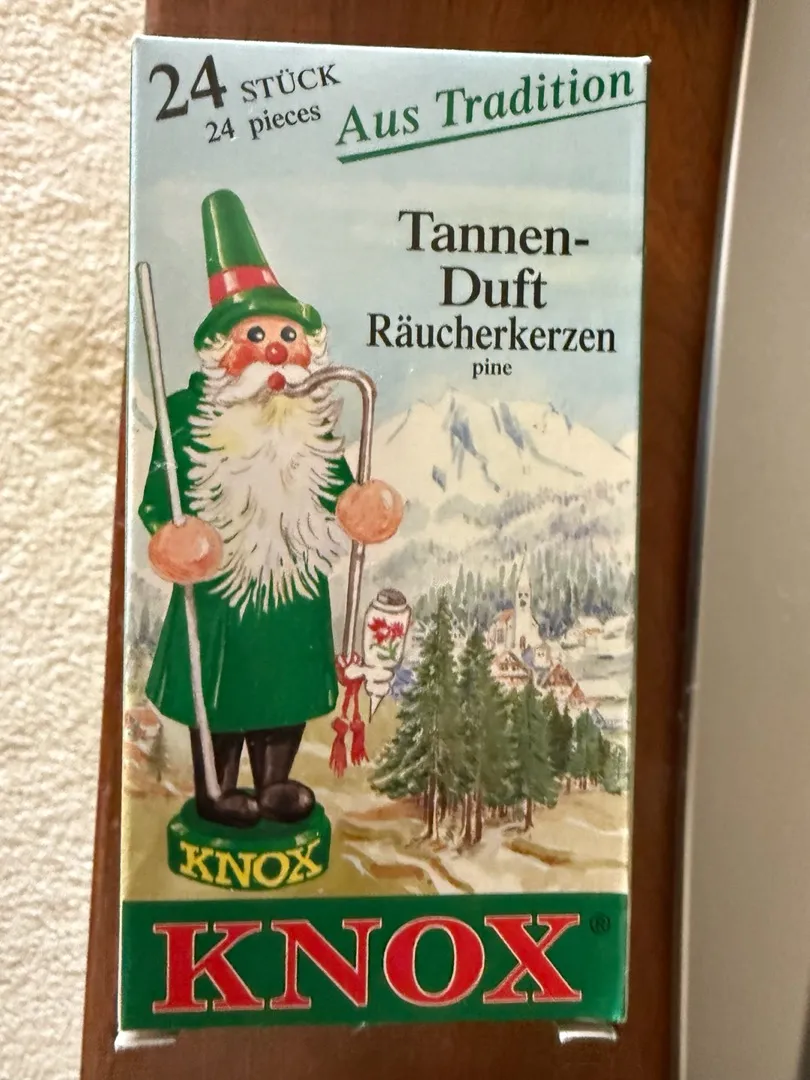 24 STÜCK
24 pieces
Aus Tradition
Tannen-
Duft
Räucherkerzen
pine
KNOX
KNOX®